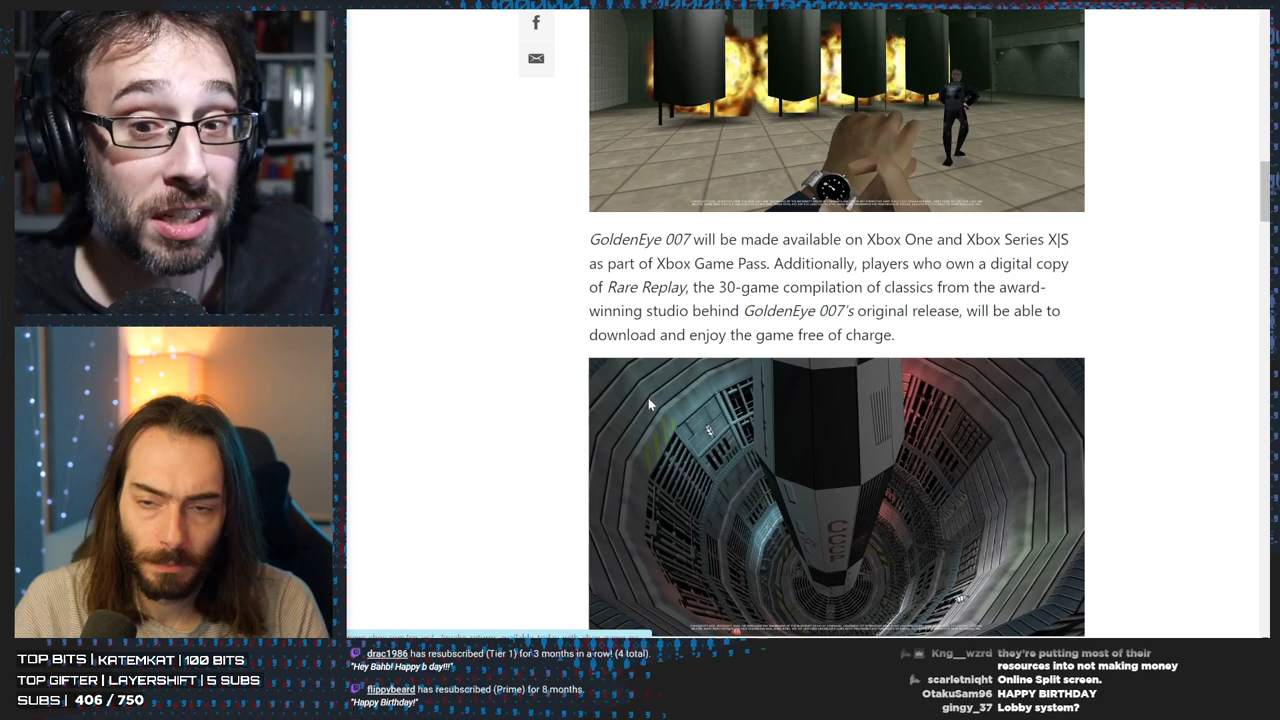 GoldenEye 007 will be made available on Xbox One and Xbox Series X|S
as part of Xbox Game Pass. Additionally, players who own a digital copy
of Rare Replay, the 30-game compilation of classics from the award-
winning studio behind GoldenEye 007's original release, will be able to
download and enjoy the game free of charge.
CCCP
TOP BITS | KATEMKAT | 100 BITS
TOP GIFTER | LAYERSHIFT | 5 SUBS
SUBS | 406 / 750
drac1986 has resubscribed (Tier 1) for 3 months in a row! (4 total).
"Hey Bahb! Happy b day!!!"
flippybeard has resubscribed (Prime) for 8 months.
"Happy Birthday!"
Kng__wzrd they're putting most of their
resources into not making money
scarletnight Online Split screen.
OtakuSam96 HAPPY BIRTHDAY
gingy_37 Lobby system?